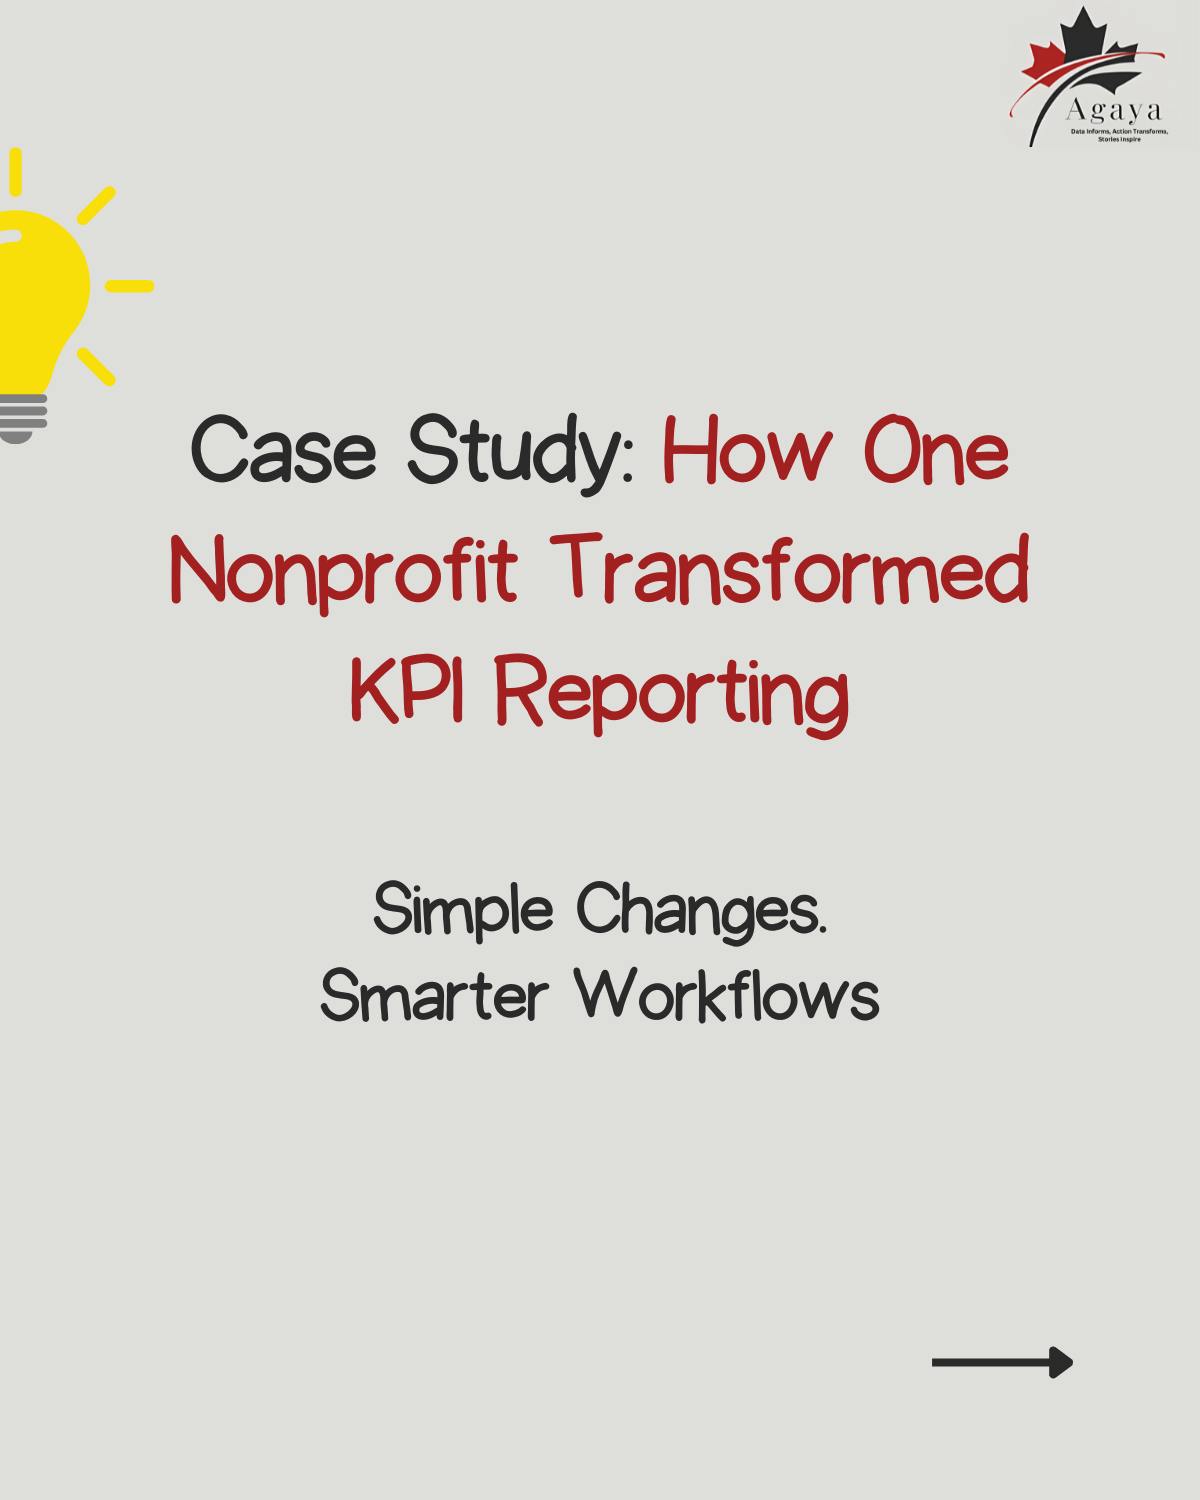 Agaya
Data Informs, Action Transforms,
Stories Inspire
Case Study: How One
Nonprofit Transformed
KPI Reporting
Simple Changes.
Smarter Workflows